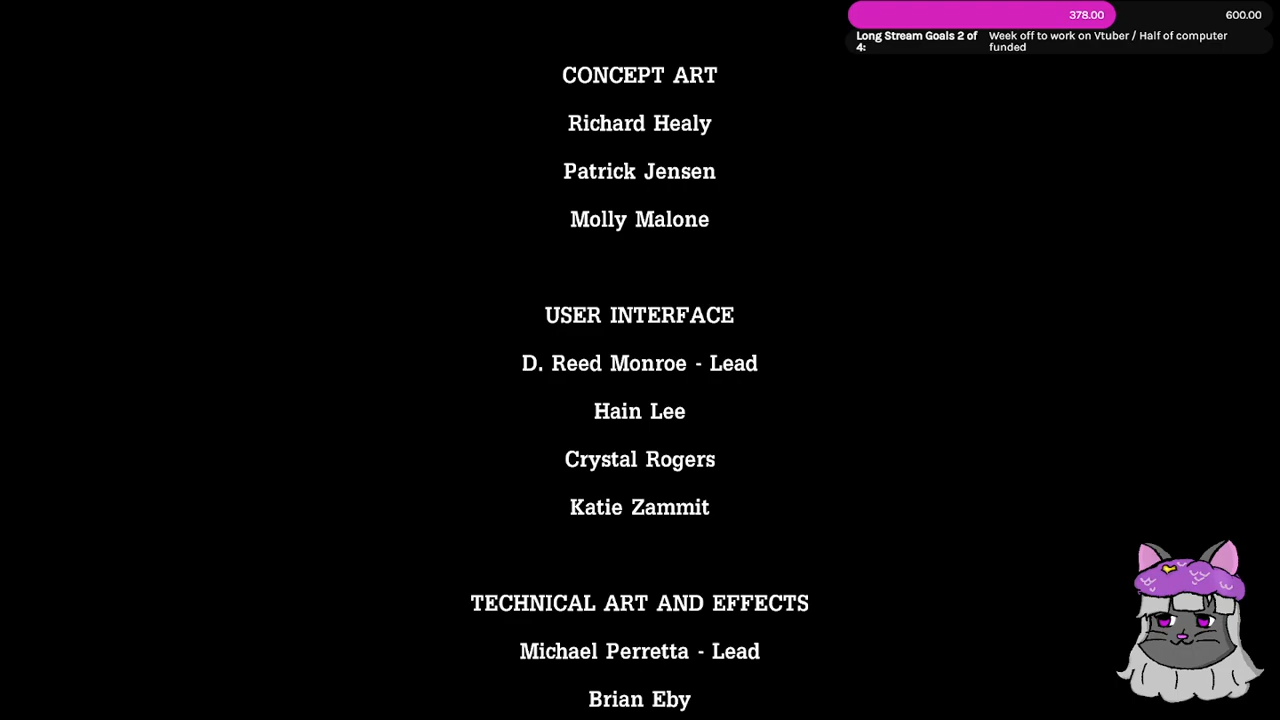 378.00
600.00
Long Stream Goals 2 of 4:
Week off to work on Vtuber / Half of computer funded
CONCEPT ART
Richard Healy
Patrick Jensen
Molly Malone
USER INTERFACE
D. Reed Monroe - Lead
Hain Lee
Crystal Rogers
Katie Zammit
TECHNICAL ART AND EFFECTS
Michael Perretta - Lead
Brian Eby